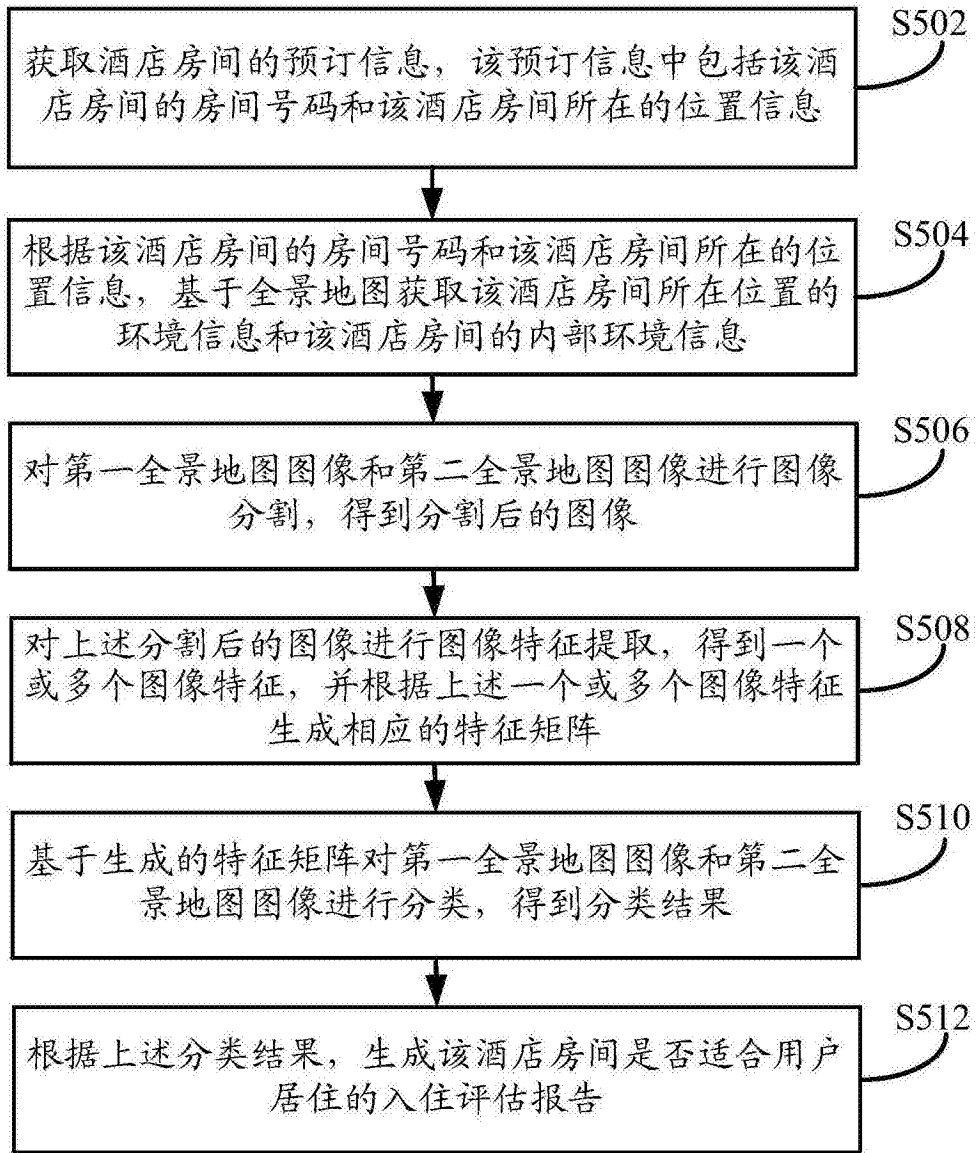 S502
获取酒店房间的预订信息，该预订信息中包括该酒
店房间的房间号码和该酒店房间所在的位置信息
S504
根据该酒店房间的房间号码和该酒店房间所在的位
置信息，基于全景地图获取该酒店房间所在位置的
环境信息和该酒店房间的内部环境信息
S506
对第一全景地图图像和第二全景地图图像进行图像
分割，得到分割后的图像
S508
对上述分割后的图像进行图像特征提取，得到一个
或多个图像特征，并根据上述一个或多个图像特征
生成相应的特征矩阵
S510
基于生成的特征矩阵对第一全景地图图像和第二全
景地图图像进行分类，得到分类结果
S512
根据上述分类结果，生成该酒店房间是否适合用户
居住的入住评估报告